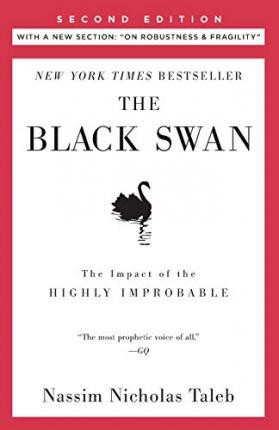 SECOND EDITION
WITH A NEW SECTION: "ON ROBUSTNESS & FRAGILITY"
NEW YORK TIMES BESTSELLER
THE
BLACK SWAN
The Impact of the
HIGHLY IMPROBABLE
"The most prophetic voice of all."
—GQ
Nassim Nicholas Taleb